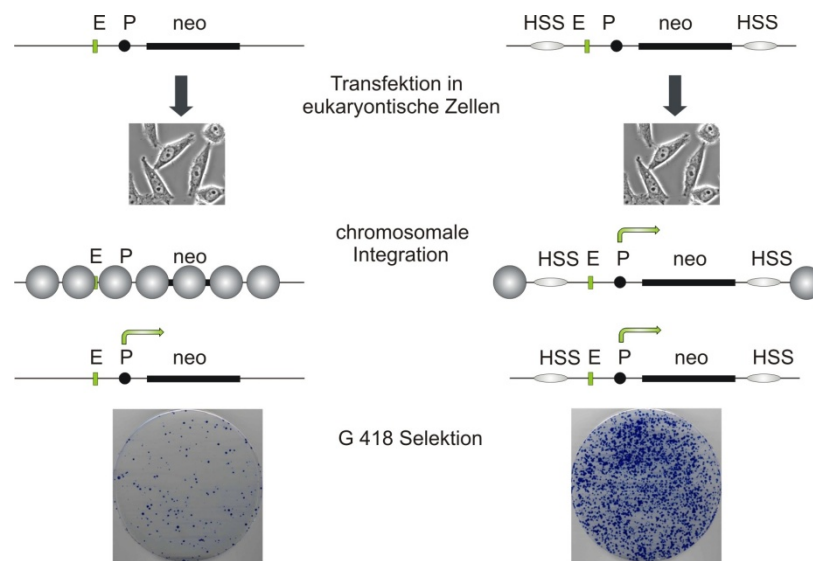 E P neo
HSS E P neo HSS
Transfektion in
eukaryontische Zellen
chromosomale
Integration
E P neo
HSS E P neo HSS
E P neo
HSS E P neo HSS
G 418 Selektion